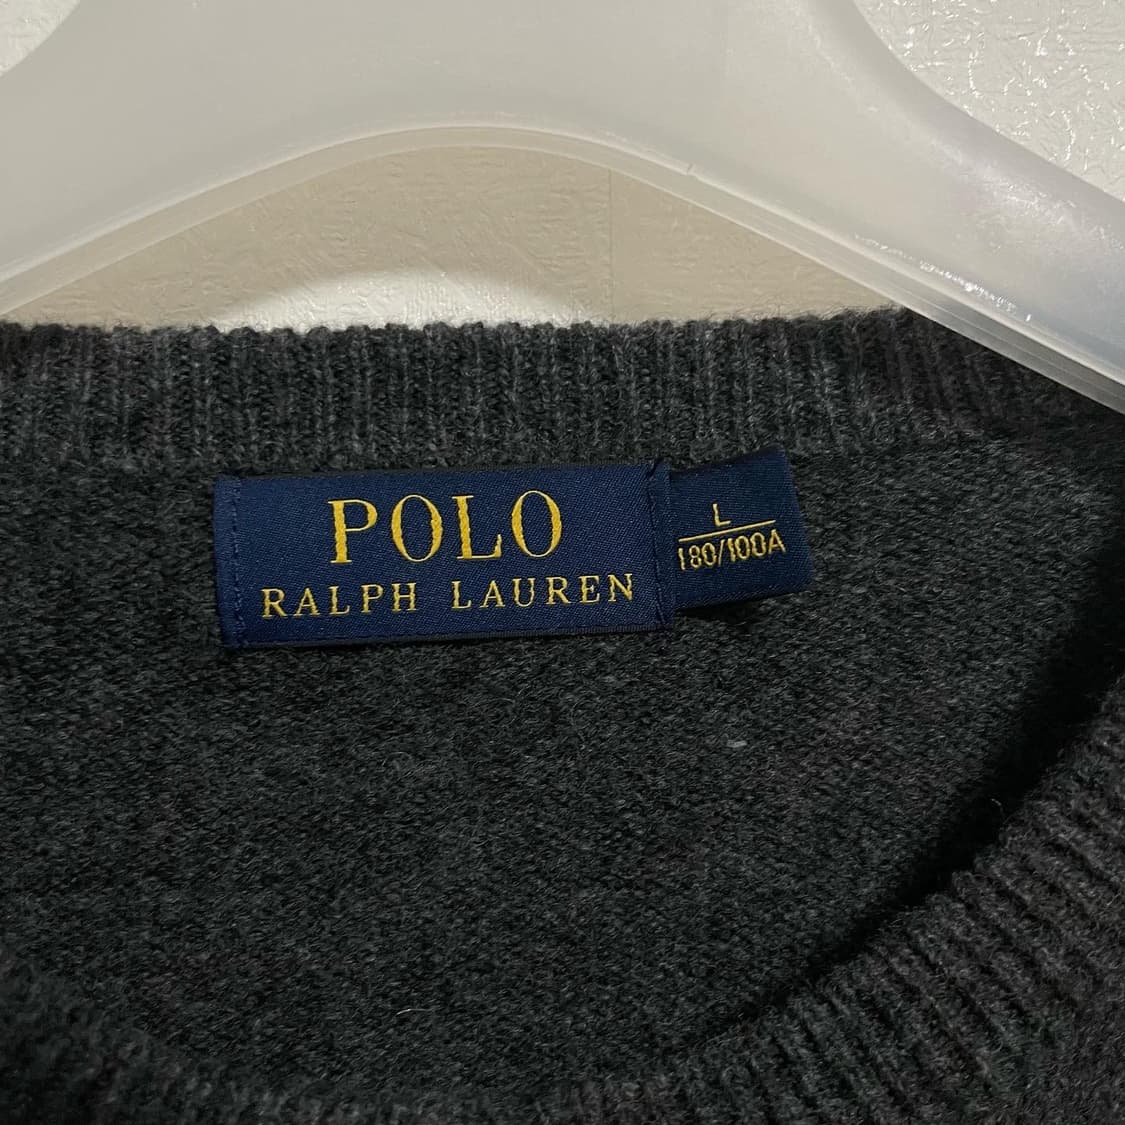 POLO
RALPH LAUREN
L
180/100A